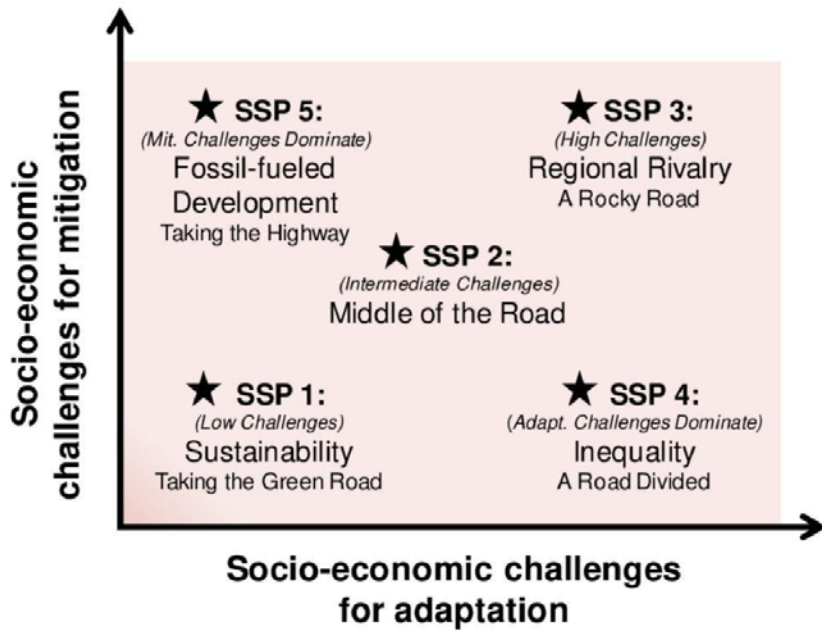 Socio-economic
challenges for mitigation
SSP 5:
(Mit. Challenges Dominate)
Fossil-fueled
Development
Taking the Highway
SSP 3:
(High Challenges)
Regional Rivalry
A Rocky Road
SSP 2:
(Intermediate Challenges)
Middle of the Road
SSP 1:
(Low Challenges)
Sustainability
Taking the Green Road
SSP 4:
(Adapt. Challenges Dominate)
Inequality
A Road Divided
Socio-economic challenges
for adaptation